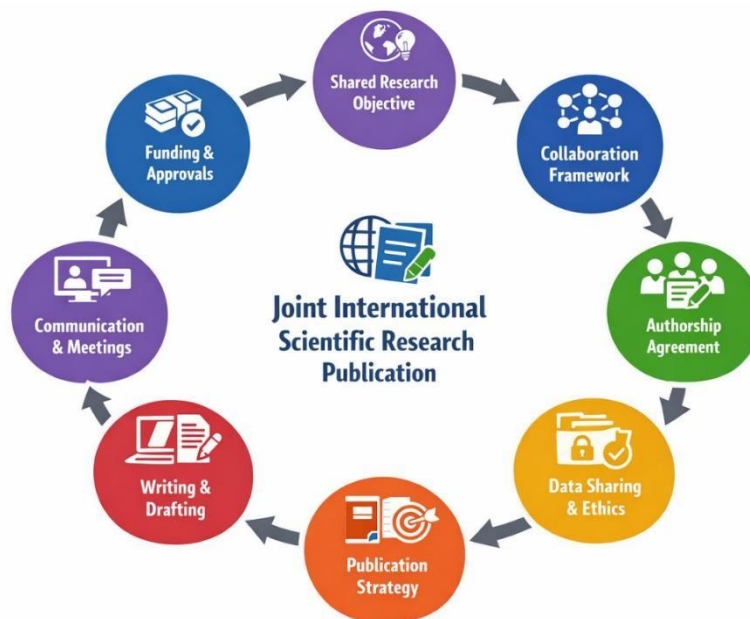 Shared Research
Objective
Collaboration
Framework
Authorship
Agreement
Data Sharing
& Ethics
Publication
Strategy
Writing &
Drafting
Communication
& Meetings
Funding &
Approvals
Joint International
Scientific Research
Publication